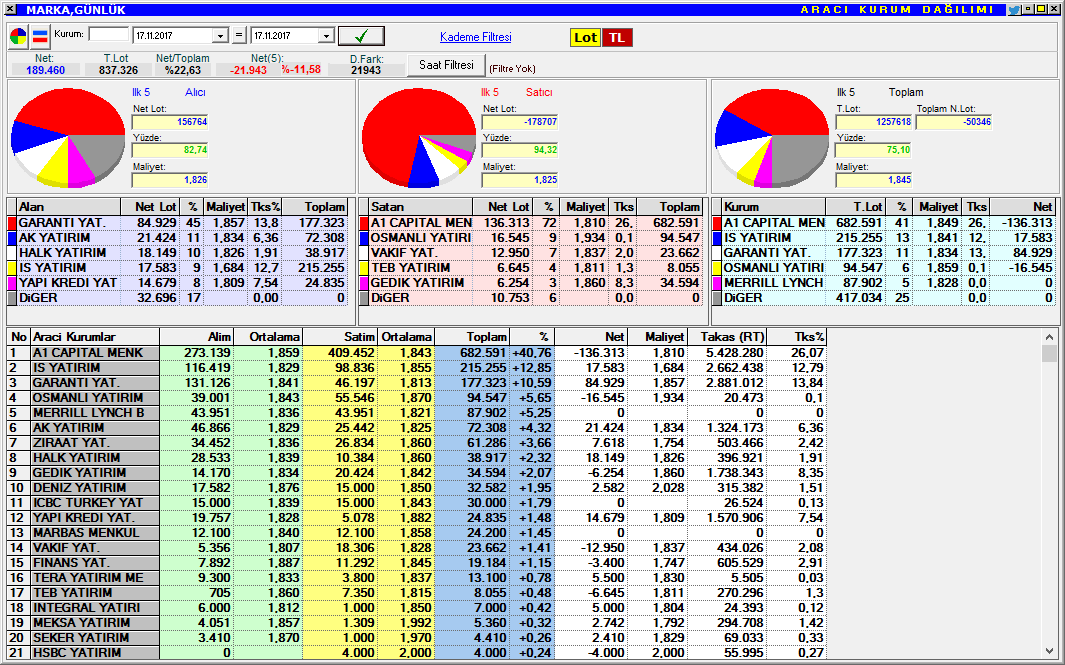 MARKA,GÜNLÜK ARACI KURUM DAĞILIMI
Kurum: 17.11.2017 = 17.11.2017 Kademe Filtresi Lot TL
Net: T.Lot Net/Toplam Net(5): D.Fark: Saat Filtresi (Filtre Yok)
189.460 837.326 %22,63 -21.943 %-11,58 21943
Ilk 5 Alıcı
Net Lot:
156764
Yüzde:
82,74
Maliyet:
1,826
Ilk 5 Satıcı
Net Lot:
-178707
Yüzde:
94,32
Maliyet:
1,825
Ilk 5 Toplam
T.Lot: Toplam N.Lot:
1257618 -50346
Yüzde:
75,10
Maliyet:
1,845
Alan Net Lot % Maliyet Tks% Toplam
GARANTI YAT. 84.929 45 1,857 13,8 177.323
AK YATIRIM 21.424 11 1,834 6,36 72.308
HALK YATIRIM 18.149 10 1,826 1,91 38.917
IS YATIRIM 17.583 9 1,684 12,7 215.255
YAPI KREDI YAT 14.679 8 1,809 7,54 24.835
DiGER 32.696 17 0,00 0
Satan Net Lot % Maliyet Tks Toplam
A1 CAPITAL MEN 136.313 72 1,810 26, 682.591
OSMANLI YATIRI 16.545 9 1,934 0,1 94.547
VAKIF YAT. 12.950 7 1,837 2,0 23.662
TEB YATIRIM 6.645 4 1,811 1,3 8.055
GEDIK YATIRIM 6.254 3 1,860 8,3 34.594
DiGER 10.753 6 0,0 0
Kurum T.Lot % Maliyet Tks Net
A1 CAPITAL MEN 682.591 41 1,849 26, -136.313
IS YATIRIM 215.255 13 1,841 12, 17.583
GARANTI YAT. 177.323 11 1,834 13, 84.929
OSMANLI YATIRI 94.547 6 1,859 0,1 -16.545
MERRILL LYNCH 87.902 5 1,828 0,0 0
DiGER 417.034 25 0,0 0
No Araci Kurumlar Alim Ortalama Satim Ortalama Toplam % Net Maliyet Takas (RT) Tks%
1 A1 CAPITAL MENK 273.139 1,859 409.452 1,843 682.591 +40,76 -136.313 1,810 5.428.280 26,07
2 IS YATIRIM 116.419 1,829 98.836 1,855 215.255 +12,85 17.583 1,684 2.662.438 12,79
3 GARANTI YAT. 131.126 1,841 46.197 1,813 177.323 +10,59 84.929 1,857 2.881.012 13,84
4 OSMANLI YATIRIM 39.001 1,843 55.546 1,870 94.547 +5,65 -16.545 1,934 20.473 0,1
5 MERRILL LYNCH B 43.951 1,836 43.951 1,821 87.902 +5,25 0 0 0
6 AK YATIRIM 46.866 1,829 25.442 1,825 72.308 +4,32 21.424 1,834 1.324.173 6,36
7 ZIRAAT YAT. 34.452 1,836 26.834 1,860 61.286 +3,66 7.618 1,754 503.466 2,42
8 HALK YATIRIM 28.533 1,839 10.384 1,860 38.917 +2,32 18.149 1,826 396.921 1,91
9 GEDIK YATIRIM 14.170 1,834 20.424 1,842 34.594 +2,07 -6.254 1,860 1.738.343 8,35
10 DENIZ YATIRIM 17.582 1,876 15.000 1,850 32.582 +1,95 2.582 2,028 315.382 1,51
11 ICBC TURKEY YAT 15.000 1,839 15.000 1,843 30.000 +1,79 0 26.524 0,13
12 YAPI KREDI YAT. 19.757 1,828 5.078 1,882 24.835 +1,48 14.679 1,809 1.570.906 7,54
13 MARBAS MENKUL 12.100 1,840 12.100 1,858 24.200 +1,45 0 0 0
14 VAKIF YAT. 5.356 1,807 18.306 1,828 23.662 +1,41 -12.950 1,837 434.026 2,08
15 FINANS YAT. 7.892 1,887 11.292 1,845 19.184 +1,15 -3.400 1,747 605.529 2,91
16 TERA YATIRIM ME 9.300 1,833 3.800 1,837 13.100 +0,78 5.500 1,830 5.505 0,03
17 TEB YATIRIM 705 1,860 7.350 1,815 8.055 +0,48 -6.645 1,811 270.296 1,3
18 INTEGRAL YATIRI 6.000 1,812 1.000 1,850 7.000 +0,42 5.000 1,804 24.393 0,12
19 MEKSA YATIRIM 4.051 1,857 1.309 1,992 5.360 +0,32 2.742 1,792 294.708 1,42
20 SEKER YATIRIM 3.410 1,870 1.000 1,970 4.410 +0,26 2.410 1,829 69.033 0,33
21 HSBC YATIRIM 0 4.000 2,000 4.000 +0,24 -4.000 2,000 55.995 0,27